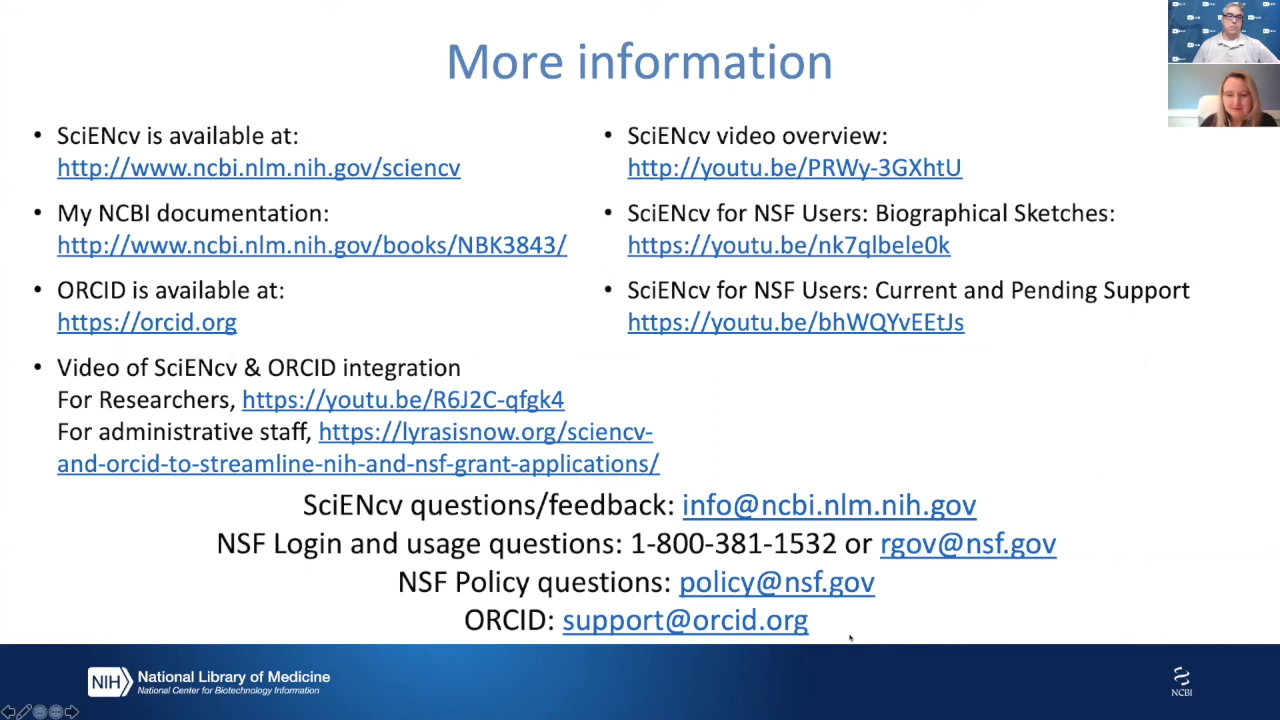 More information
• SciENcv is available at:
http://www.ncbi.nlm.nih.gov/sciencv
• My NCBI documentation:
http://www.ncbi.nlm.nih.gov/books/NBK3843/
• ORCID is available at:
https://orcid.org
• Video of SciENcv & ORCID integration
For Researchers, https://youtu.be/R6J2C-qfgk4
For administrative staff, https://lyrasisnow.org/sciencv-
and-orcid-to-streamline-nih-and-nsf-grant-applications/
• SciENcv video overview:
http://youtu.be/PRWy-3GXhtU
• SciENcv for NSF Users: Biographical Sketches:
https://youtu.be/nk7qlbele0k
• SciENcv for NSF Users: Current and Pending Support
https://youtu.be/bhWQYvEEtJs
SciENcv questions/feedback: info@ncbi.nlm.nih.gov
NSF Login and usage questions: 1-800-381-1532 or rgov@nsf.gov
NSF Policy questions: policy@nsf.gov
ORCID: support@orcid.org
NIH National Library of Medicine
National Center for Biotechnology Information
NCBI